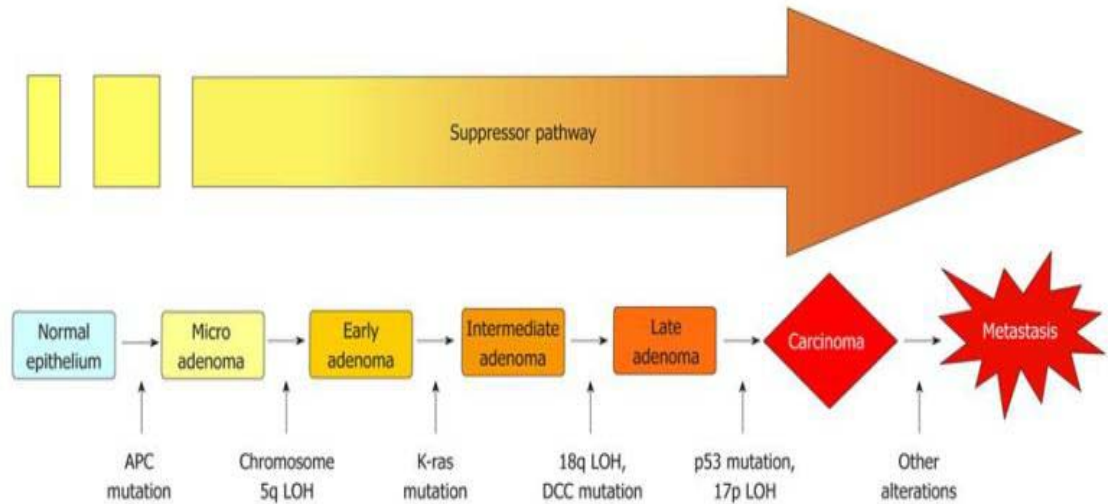 Suppressor pathway
Normal
epithelium
Micro
adenoma
Early
adenoma
Intermediate
adenoma
Late
adenoma
Carcinoma
Metastasis
APC
mutation
Chromosome
5q LOH
K-ras
mutation
18q LOH,
DCC mutation
p53 mutation,
17p LOH
Other
alterations